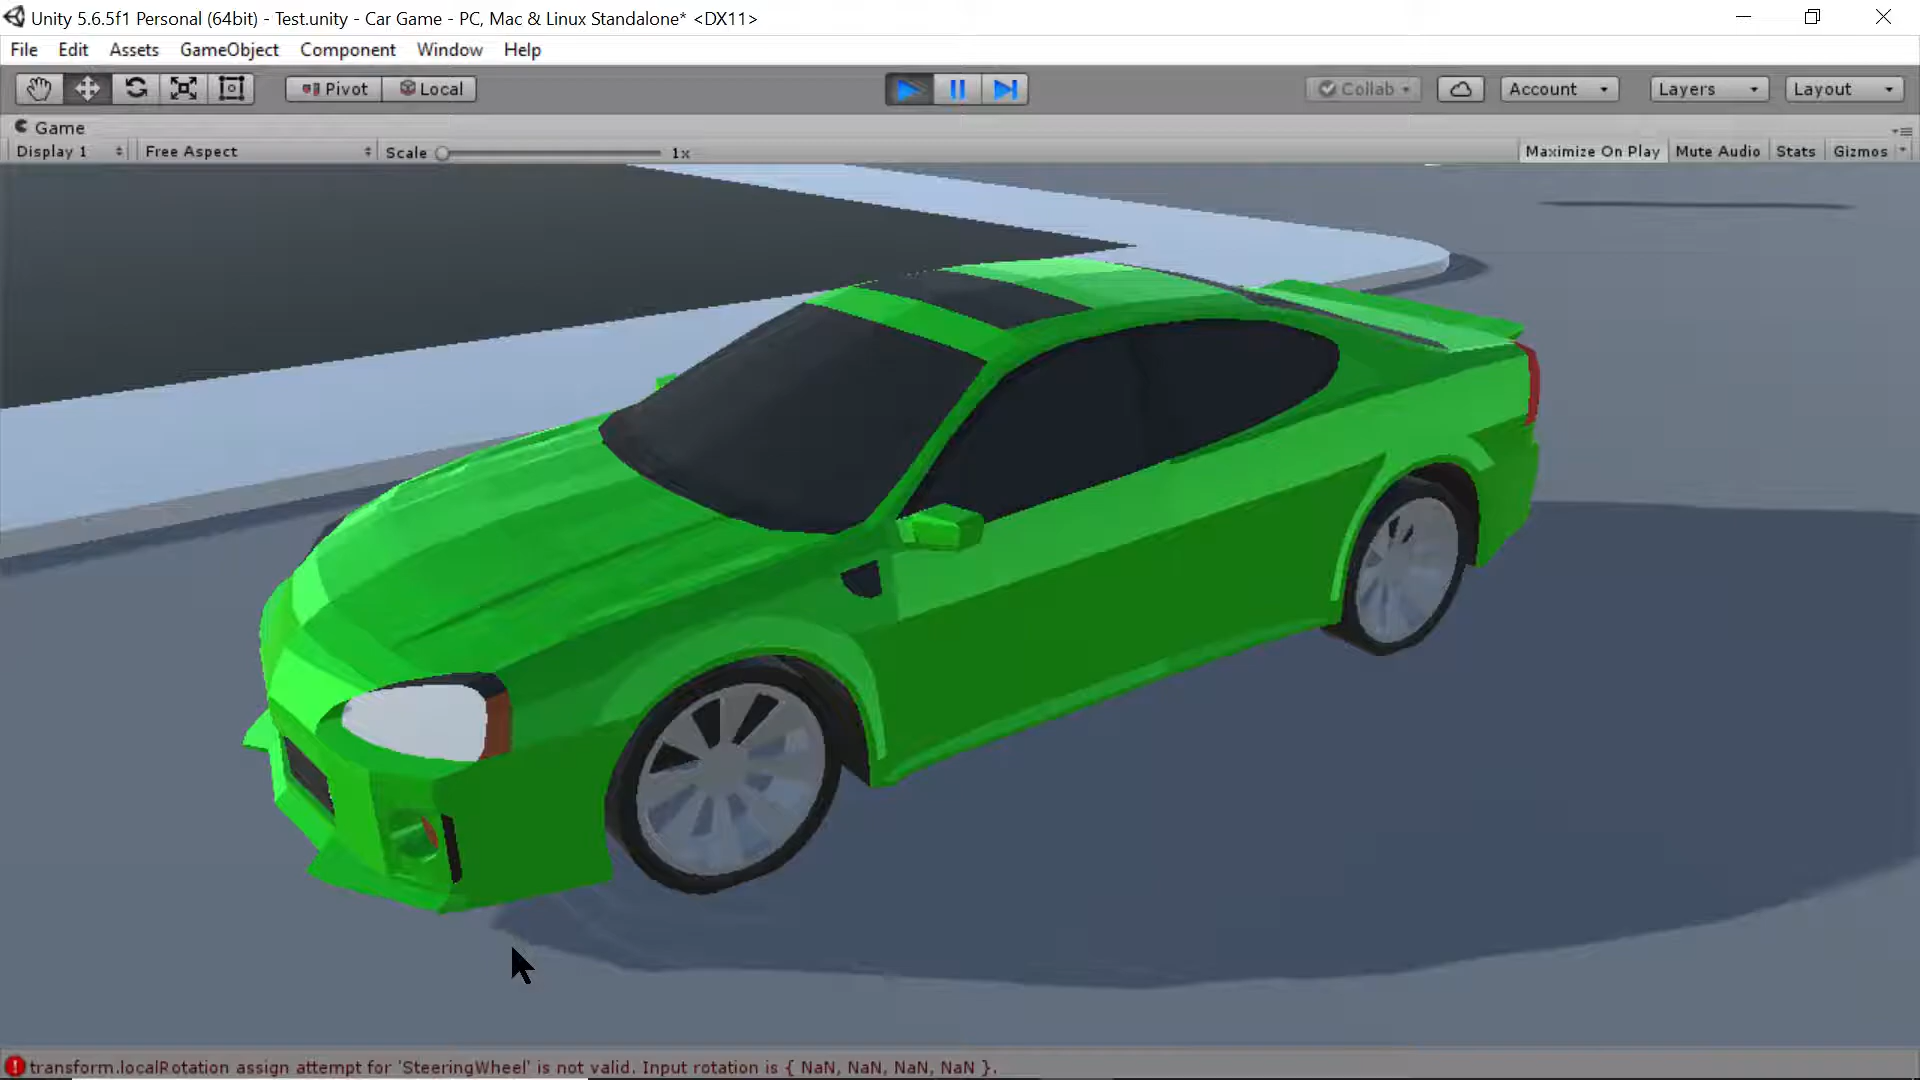 Unity 5.6.5f1 Personal (64bit) - Test.unity - Car Game - PC, Mac & Linux Standalone* <DX11>
File Edit Assets GameObject Component Window Help
Pivot Local Collab Account Layers Layout
Game
Display 1 Free Aspect Scale 1x Maximize On Play Mute Audio Stats Gizmos
transform.localRotation assign attempt for 'SteeringWheel' is not valid. Input rotation is { NaN, NaN, NaN, NaN }.